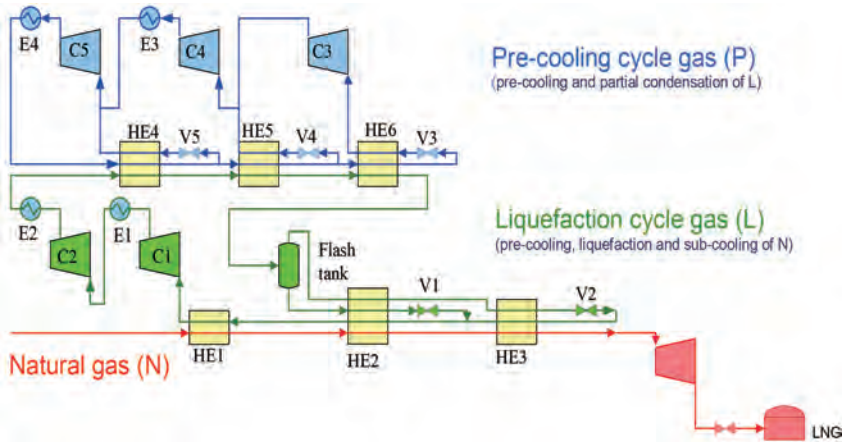 E4
C5
E3
C4
C3
Pre-cooling cycle gas (P)
(pre-cooling and partial condensation of L)
HE4
V5
HE5
V4
HE6
V3
E2
C2
E1
C1
Flash
tank
Liquefaction cycle gas (L)
(pre-cooling, liquefaction and sub-cooling of N)
V1
V2
Natural gas (N)
HE1
HE2
HE3
LNG